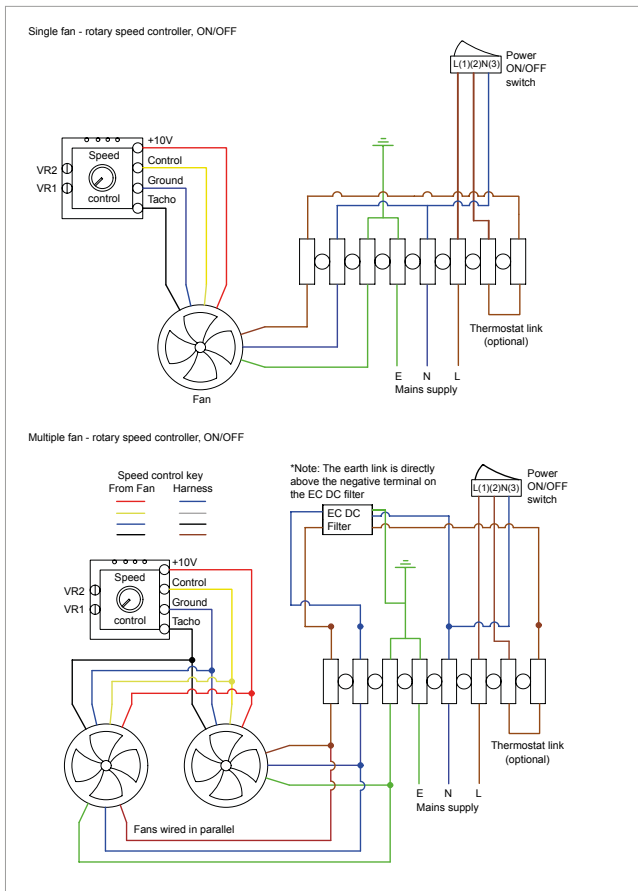 Single fan - rotary speed controller, ON/OFF
L(1)(2)N(3)
Power
ON/OFF
switch
Speed
control
VR2
VR1
+10V
Control
Ground
Tacho
Fan
Thermostat link
(optional)
E N L
Mains supply
Multiple fan - rotary speed controller, ON/OFF
Speed control key
From Fan Harness
*Note: The earth link is directly
above the negative terminal on
the EC DC filter
EC DC
Filter
L(1)(2)N(3)
Power
ON/OFF
switch
Speed
control
VR2
VR1
+10V
Control
Ground
Tacho
Thermostat link
(optional)
E N L
Mains supply
Fans wired in parallel